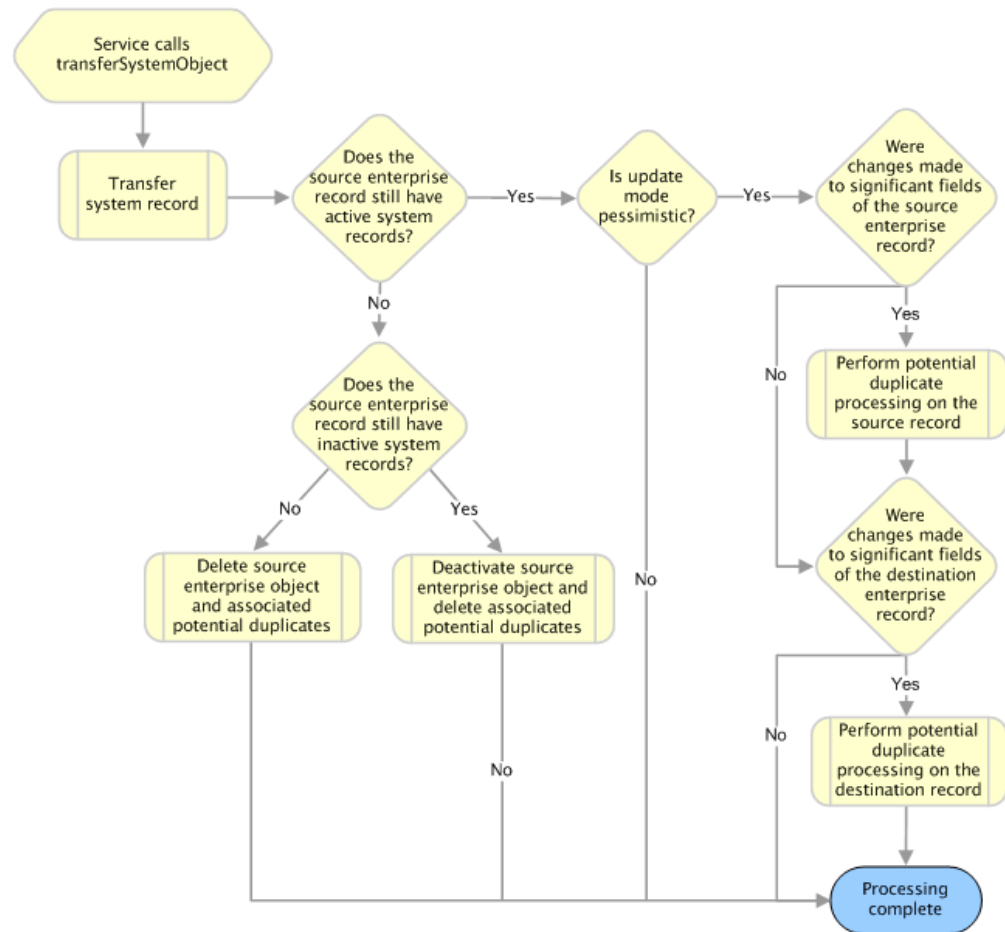 Service calls
transferSystemObject
Transfer
system record
Does the
source enterprise
record still have
active system
records?
Yes
Is update
mode
pessimistic?
Yes
Were
changes made
to significant fields
of the source
enterprise
record?
No
Yes
No
Perform potential
duplicate
processing on the
source record
Does the
source enterprise
record still have
inactive system
records?
No
Yes
Were
changes made
to significant fields
of the destination
enterprise
record?
Delete source
enterprise object
and associated
potential duplicates
Deactivate source
enterprise object and
delete associated
potential duplicates
No
Yes
No
Perform potential
duplicate
processing on the
destination record
No
Processing
complete